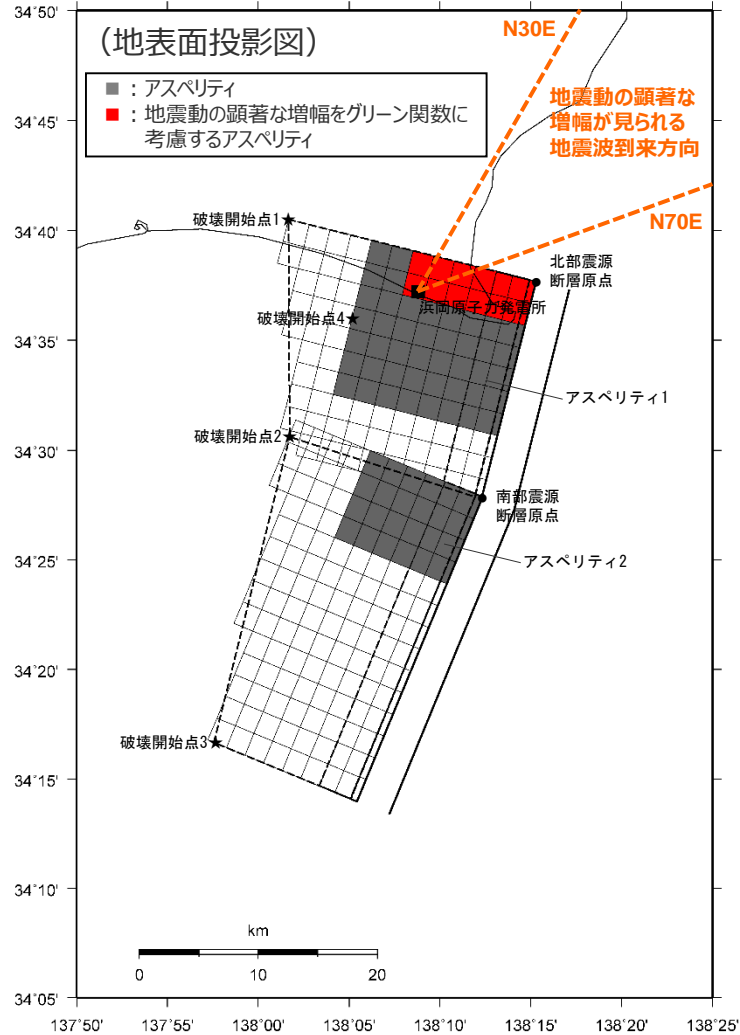 （地表面投影図）
■：アスペリティ
■：地震動の顕著な増幅をグリーン関数に
考慮するアスペリティ
N30E
地震動の顕著な
増幅が見られる
地震波到来方向
N70E
破壊開始点1
北部震源
断層原点
浜岡原子力発電所
破壊開始点4
アスペリティ1
破壊開始点2
南部震源
断層原点
アスペリティ2
破壊開始点3
km
0
10
20
34˚50'
34˚45'
34˚40'
34˚35'
34˚30'
34˚25'
34˚20'
34˚15'
34˚10'
34˚05'
137˚50'
137˚55'
138˚00'
138˚05'
138˚10'
138˚15'
138˚20'
138˚25'